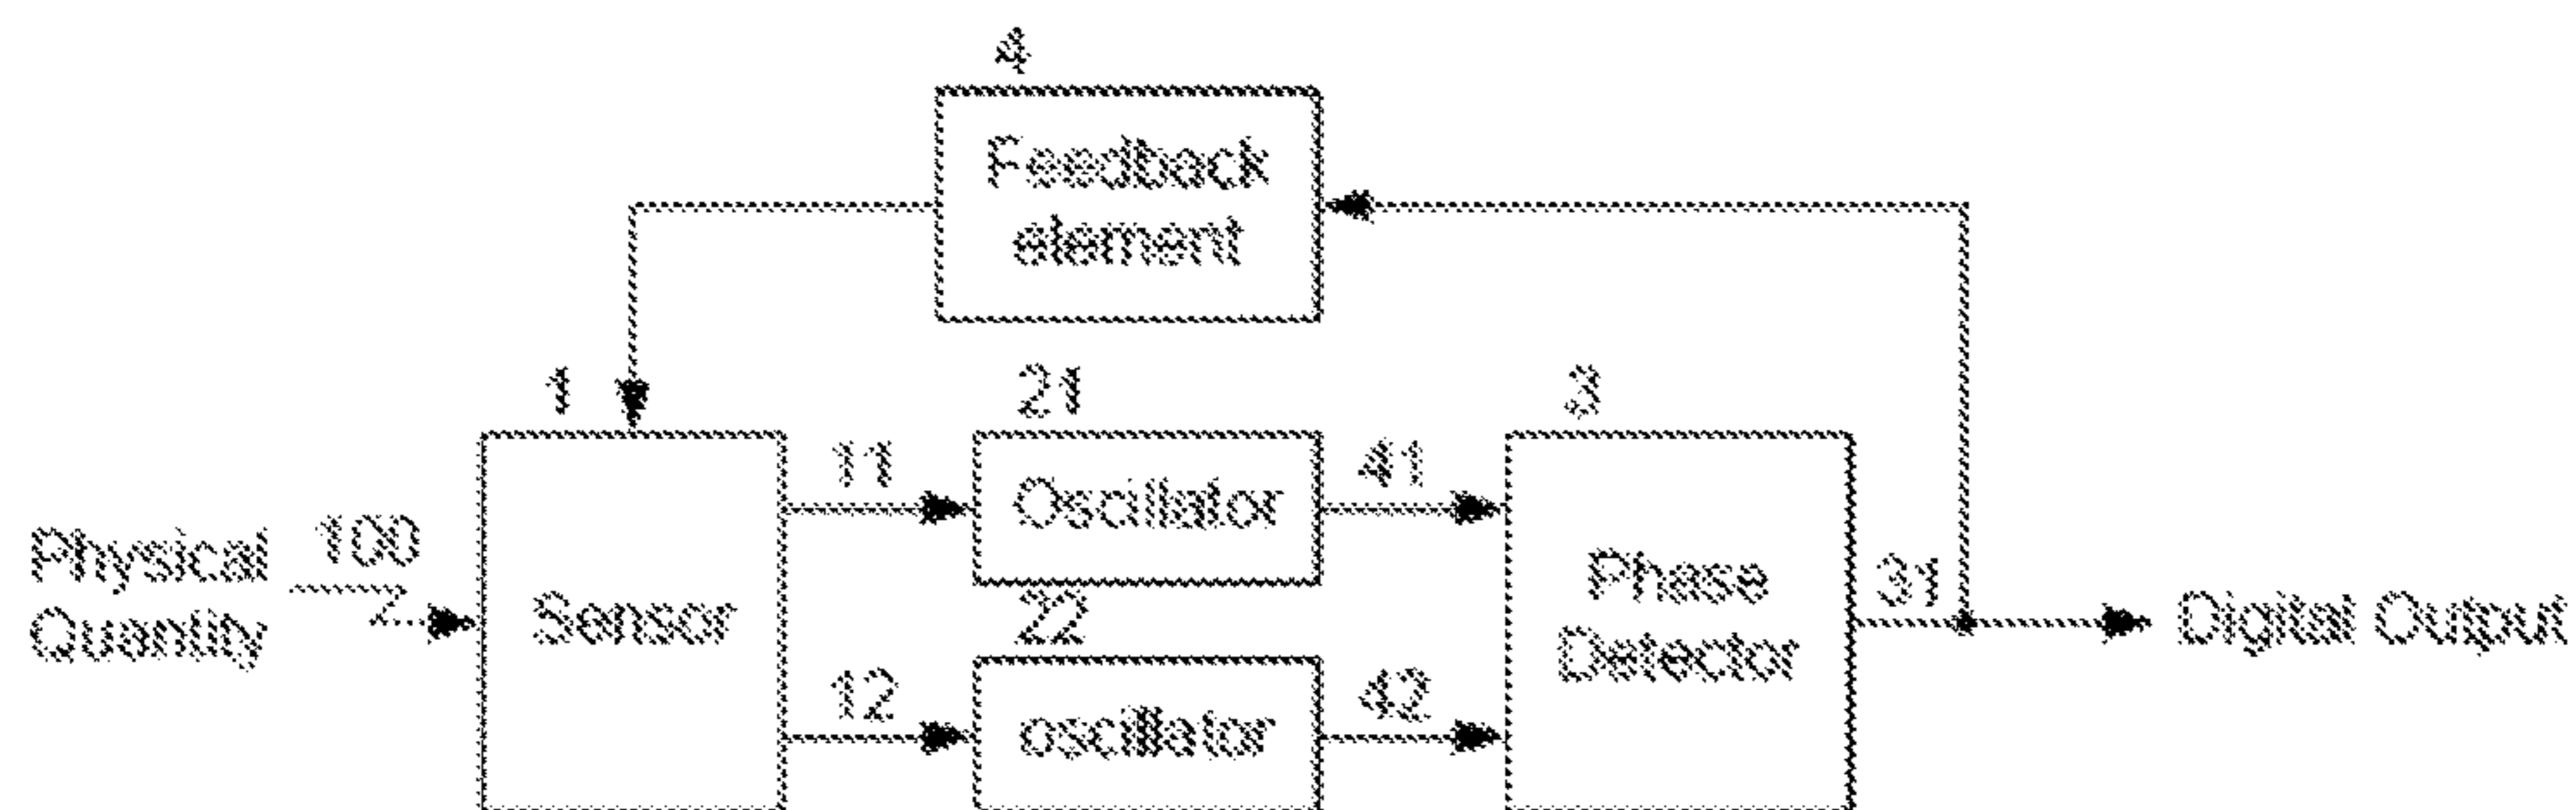 4
Feedback
element
1
21
3
11
41
Oscillator
Physical
Quantity
100
Sensor
Phase
Detector
31
Digital Output
22
12
42
oscillator